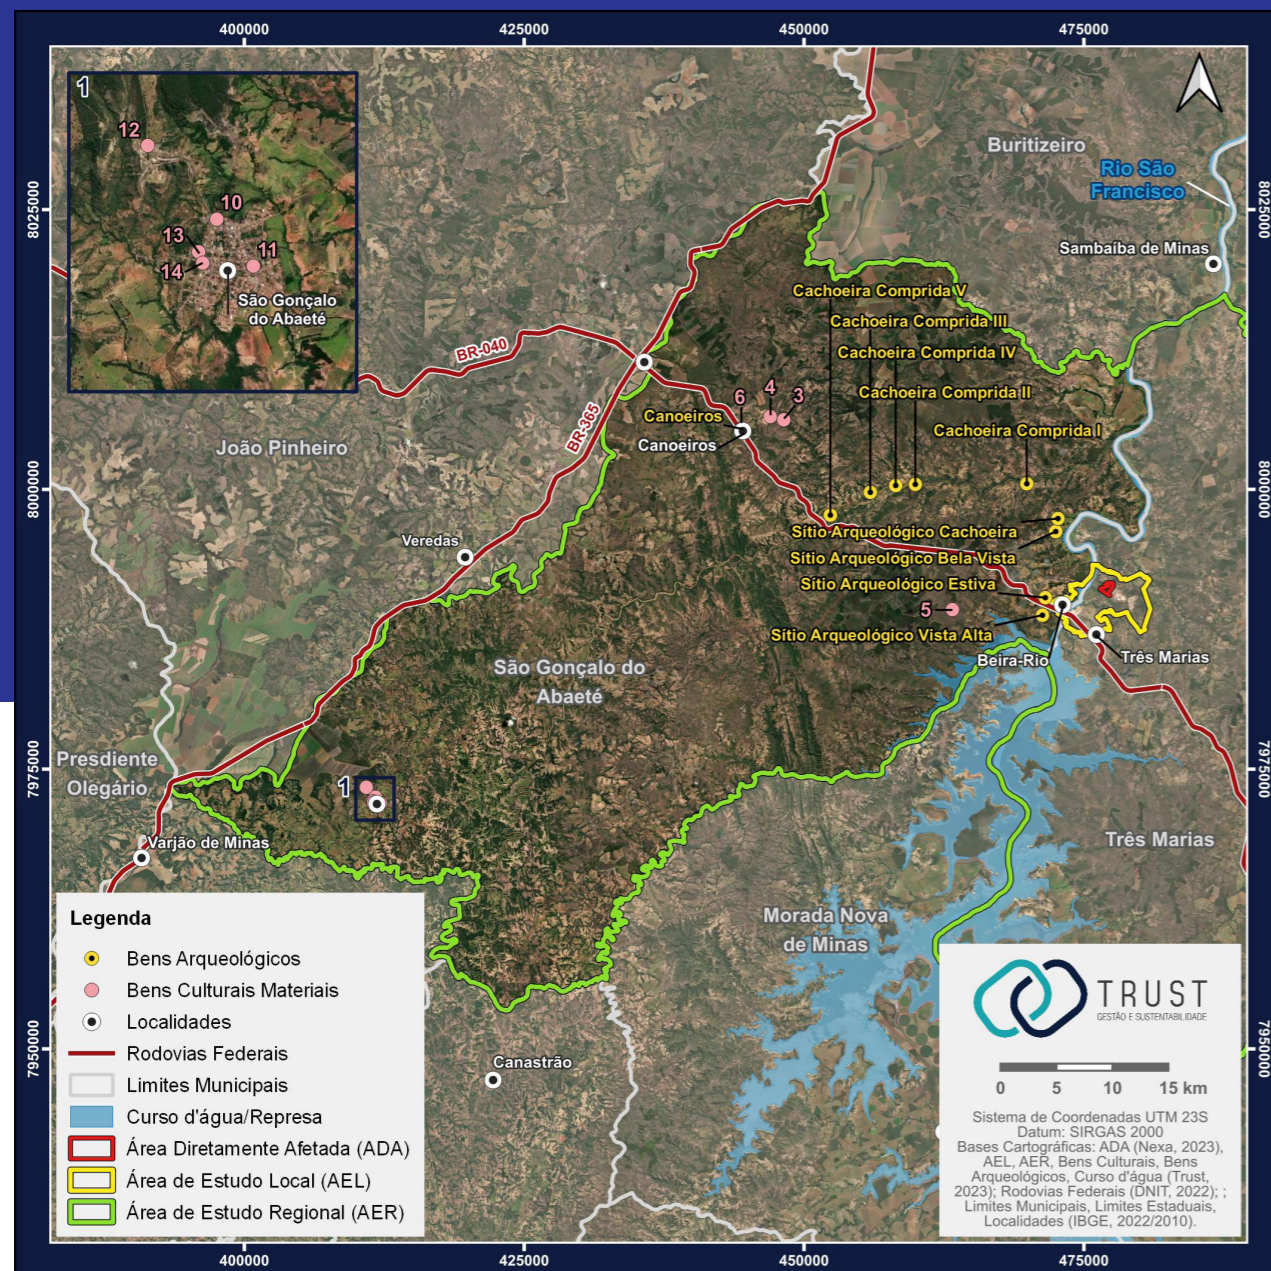 400000
425000
450000
475000
1
12
10
13
11
14
São Gonçalo
do Abaeté
Buritizeiro
Rio São
Francisco
Sambaíba de Minas
8025000
8025000
Cachoeira Comprida V
Cachoeira Comprida III
BR-040
Cachoeira Comprida IV
Cachoeira Comprida II
6
4
3
Canoeiros
Canoeiros
Cachoeira Comprida I
BR-365
João Pinheiro
8000000
8000000
Veredas
Sítio Arqueológico Cachoeira
Sítio Arqueológico Bela Vista
Sítio Arqueológico Estiva
5
Sítio Arqueológico Vista Alta
Beira-Rio
Três Marias
São Gonçalo do
Abaeté
Presdiente
Olegário
7975000
7975000
1
Varjão de Minas
Três Marias
Morada Nova
de Minas
Canastrão
7950000
7950000
Legenda
Bens Arqueológicos
Bens Culturais Materiais
Localidades
Rodovias Federais
Limites Municipais
Curso d'água/Represa
Área Diretamente Afetada (ADA)
Área de Estudo Local (AEL)
Área de Estudo Regional (AER)
TRUST
GESTÃO E SUSTENTABILIDADE
0 5 10 15 km
Sistema de Coordenadas UTM 23S
Datum: SIRGAS 2000
Bases Cartográficas: ADA (Nexa, 2023),
AEL, AER, Bens Culturais, Bens
Arqueológicos, Curso d'água (Trust,
2023); Rodovias Federais (DNIT, 2022); ;
Limites Municipais, Limites Estaduais,
Localidades (IBGE, 2022/2010).
400000
425000
450000
475000